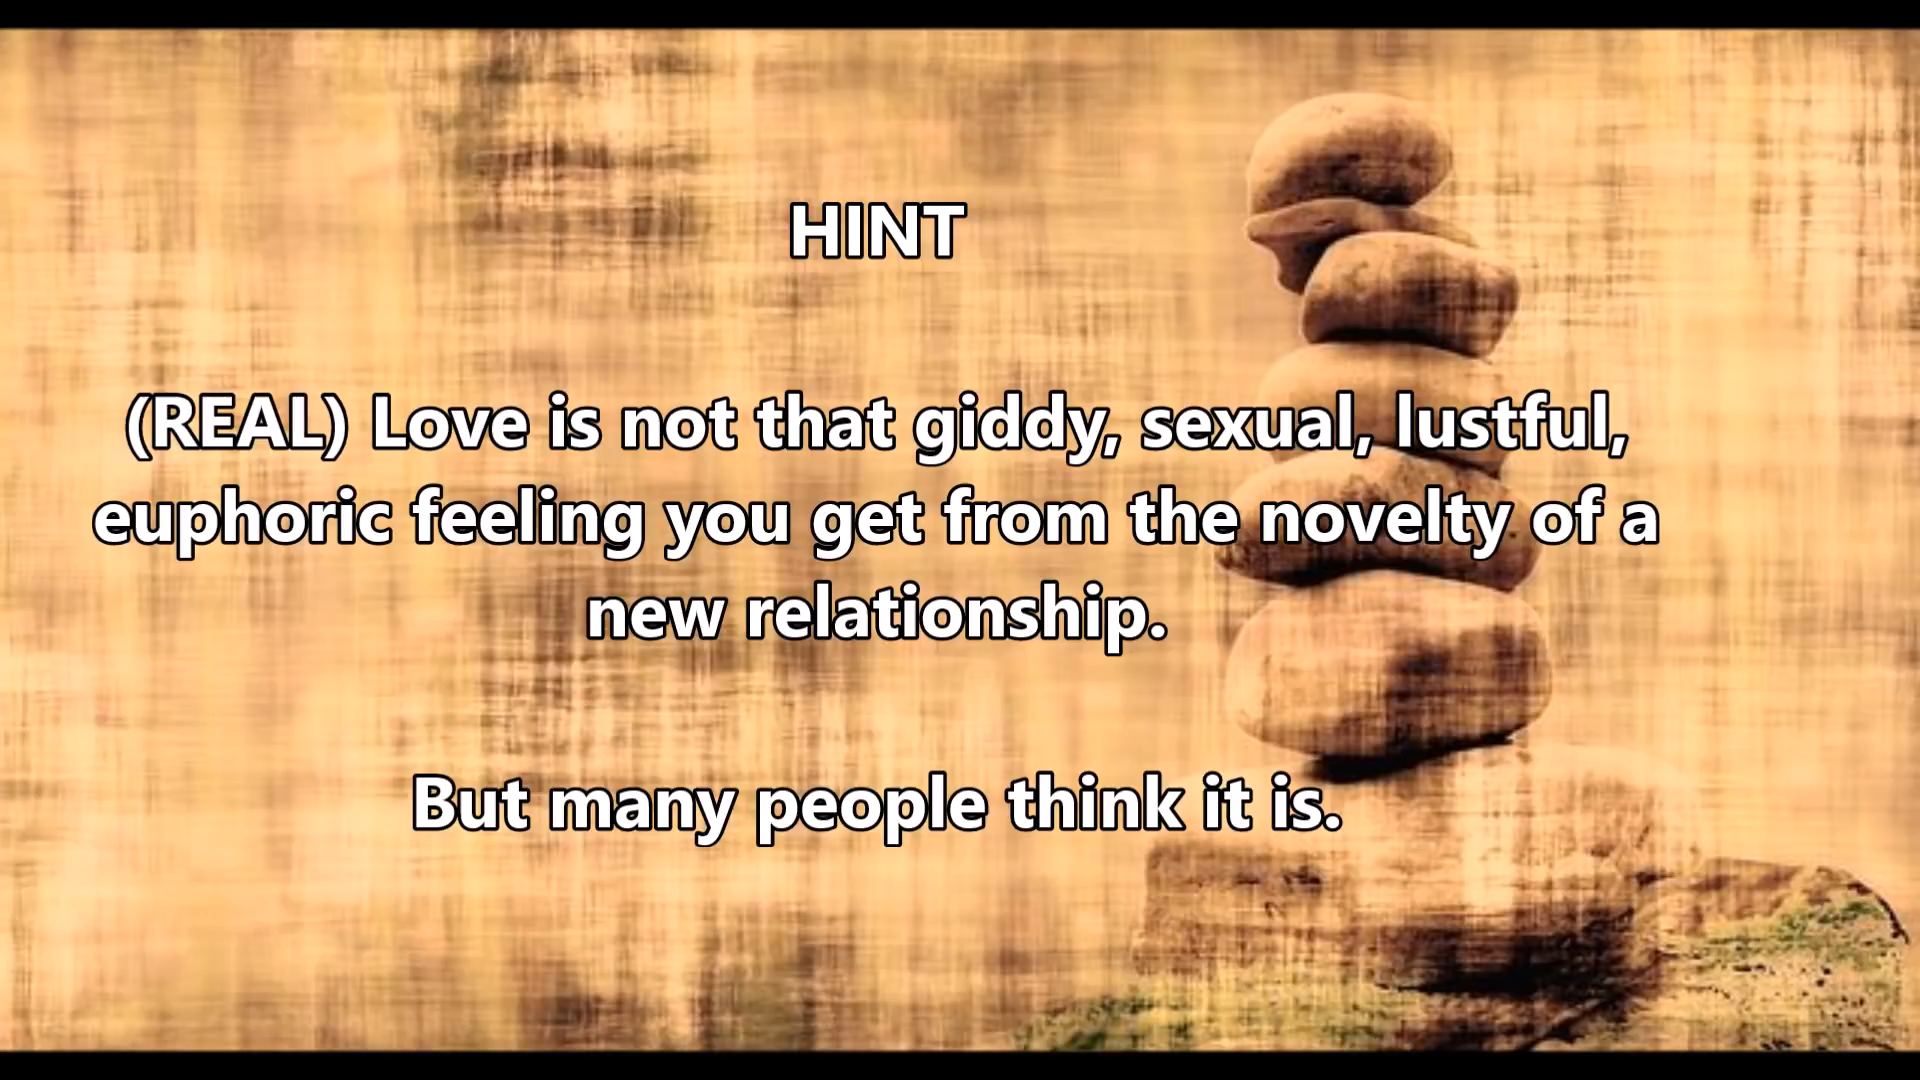 HINT
(REAL) Love is not that giddy, sexual, lustful,
euphoric feeling you get from the novelty of a
new relationship.
But many people think it is.